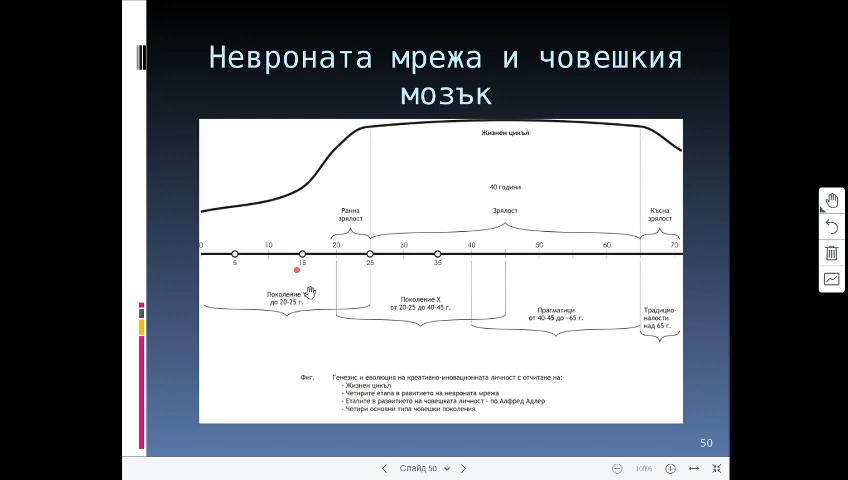 Невроната мрежа и човешкия
мозък
Жизнен цикъл
40 години
Ранна
зрялост
Зрялост
Късна
зрялост
0 10 20 30 40 50 60 70
5 15 25 35
Поколение
до 20-25 г.
Поколение X
от 20-25 до 40-45 г.
Прагматици
от 40-45 до ~65 г.
Традицио-
налости
над 65 г.
Фиг. Генезис и еволюция на креативно-иновационната личност с отчитане на:
- Жизнен цикъл
- Четирите етапа в равитието на невроната мрежа
- Еталите в развитието на човешката личност - по Алфред Адлер
- Четири основни типа човешки поколения
50
Слайд 50
100%